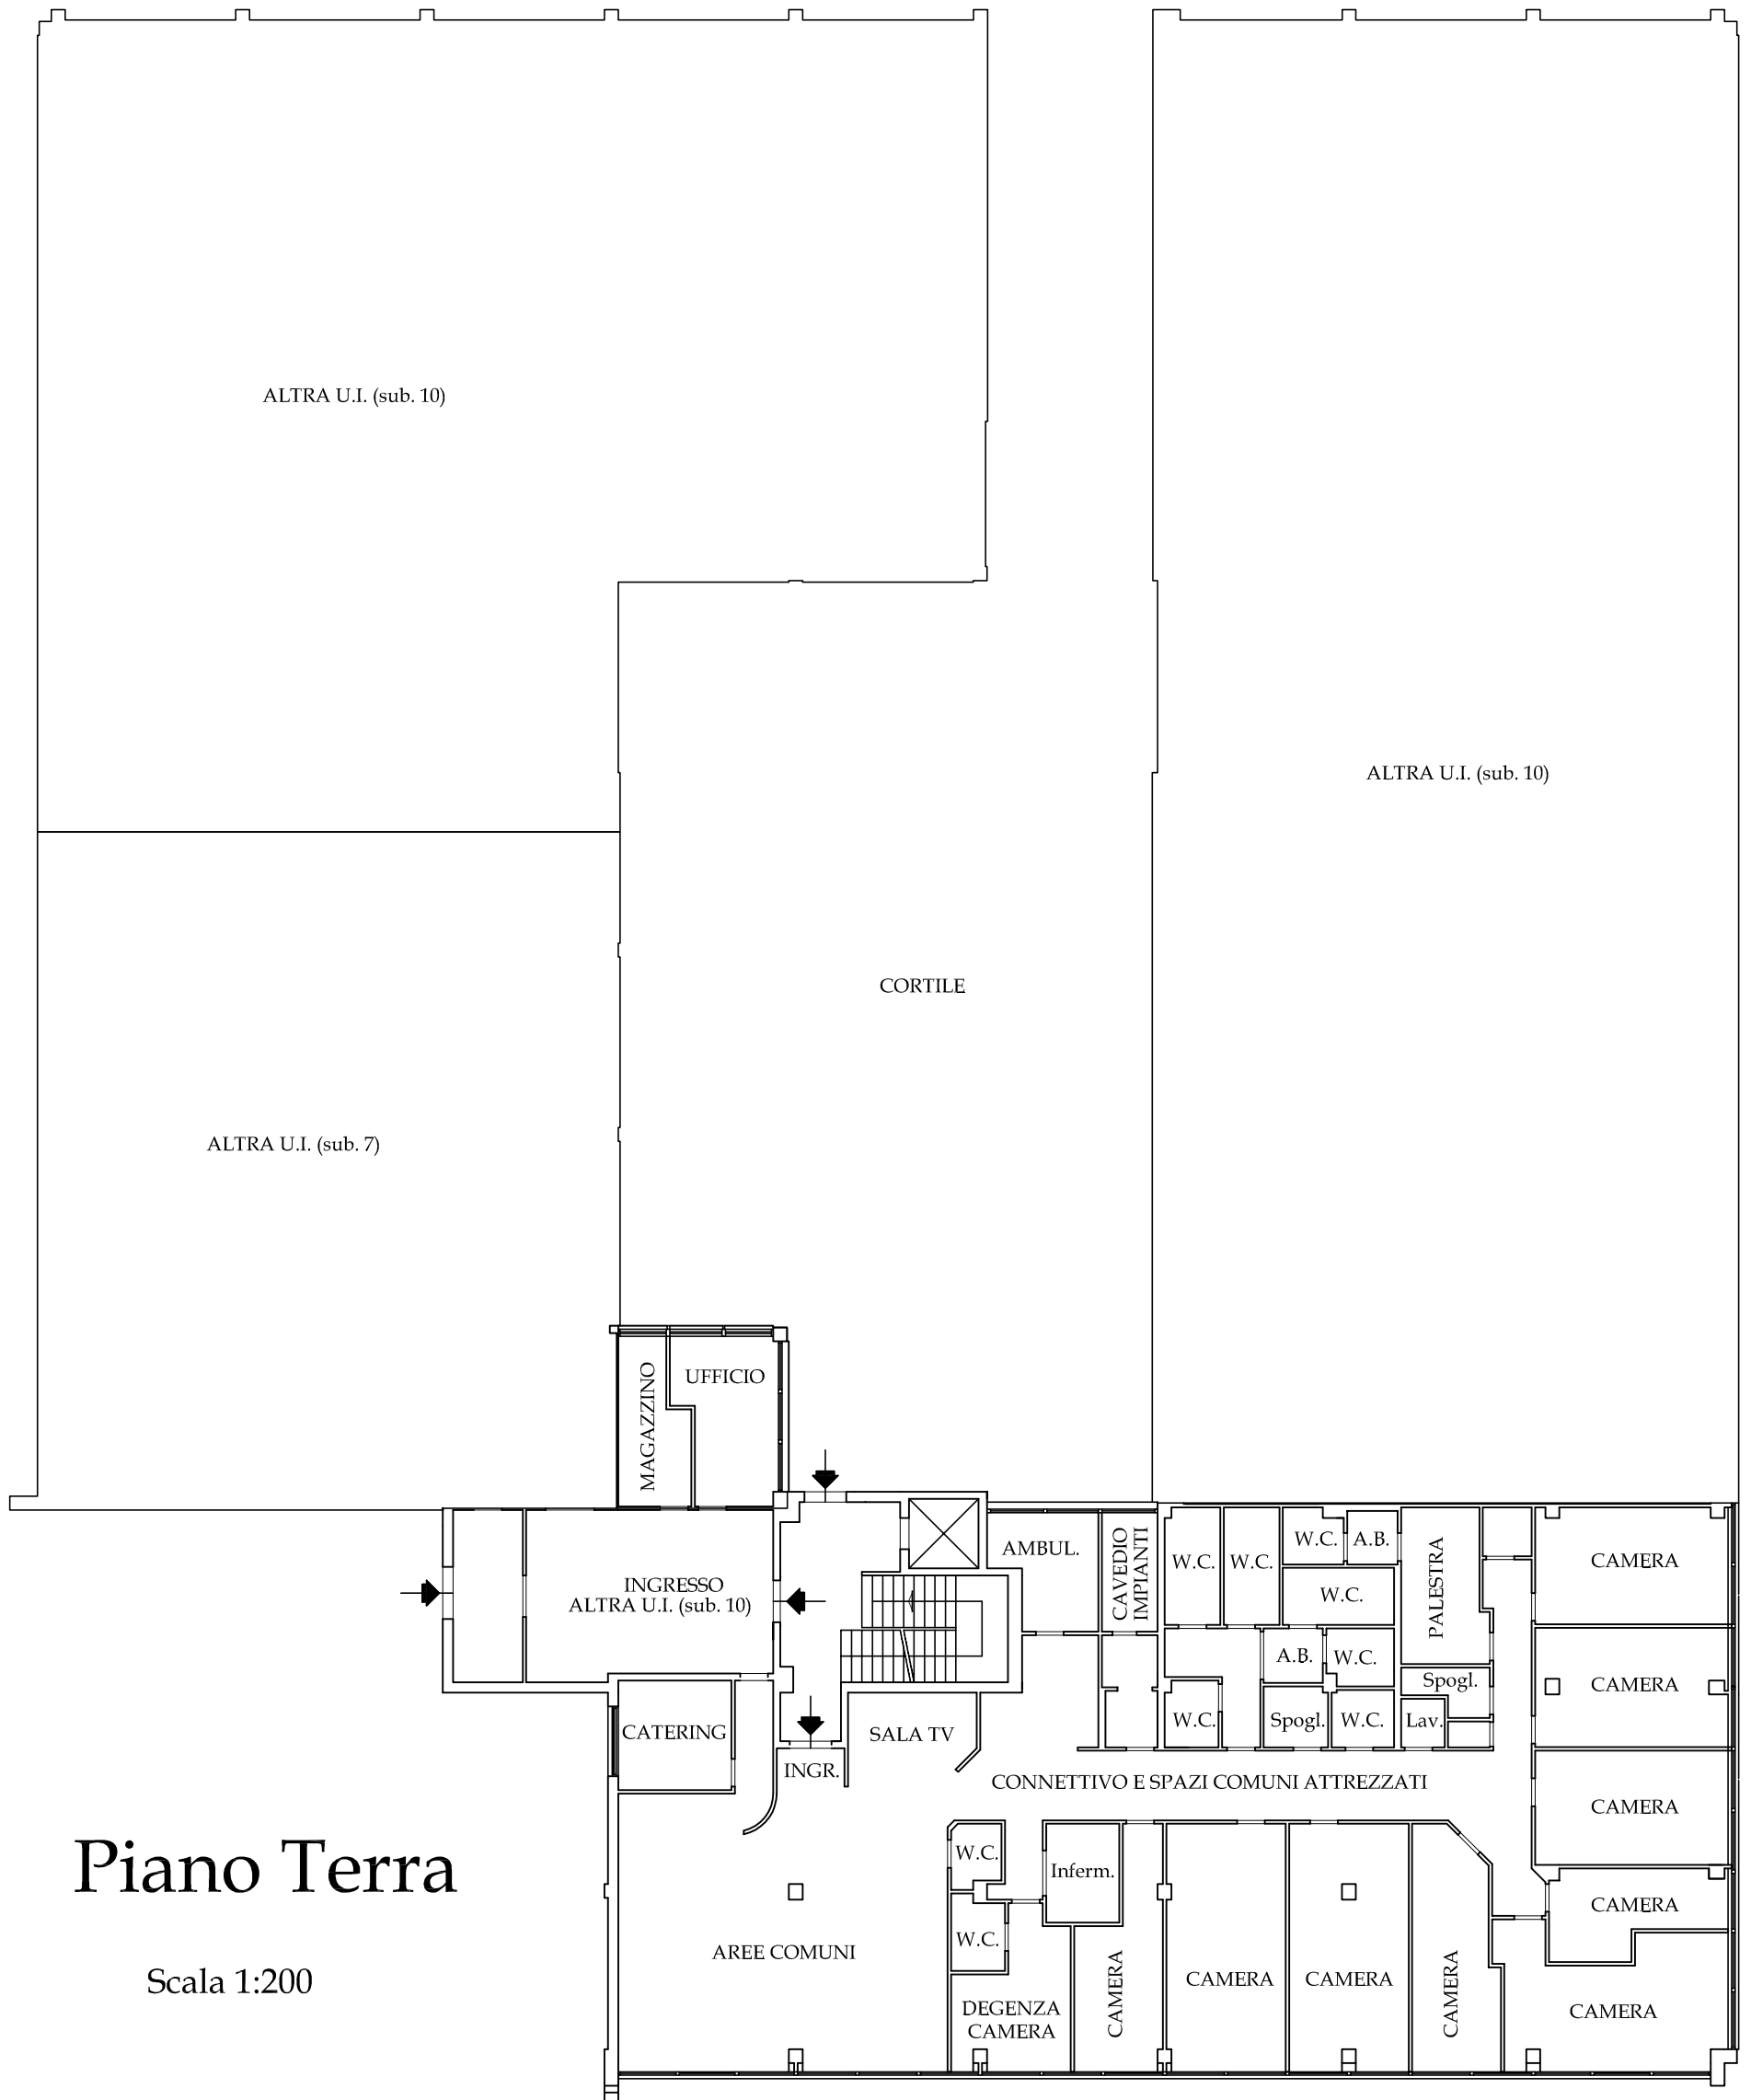 ALTRA U.I. (sub. 10)
ALTRA U.I. (sub. 10)
CORTILE
ALTRA U.I. (sub. 7)
MAGAZZINO
UFFICIO
INGRESSO
ALTRA U.I. (sub. 10)
AMBUL.
CAVEDIO
IMPIANTI
W.C.
W.C.
W.C.
A.B.
W.C.
PALESTRA
CAMERA
A.B.
W.C.
Spogl.
CAMERA
W.C.
Spogl.
W.C.
Lav.
CATERING
SALA TV
INGR.
CONNETTIVO E SPAZI COMUNI ATTREZZATI
CAMERA
W.C.
Inferm.
CAMERA
W.C.
AREE COMUNI
DEGENZA
CAMERA
CAMERA
CAMERA
CAMERA
CAMERA
CAMERA
Piano Terra
Scala 1:200